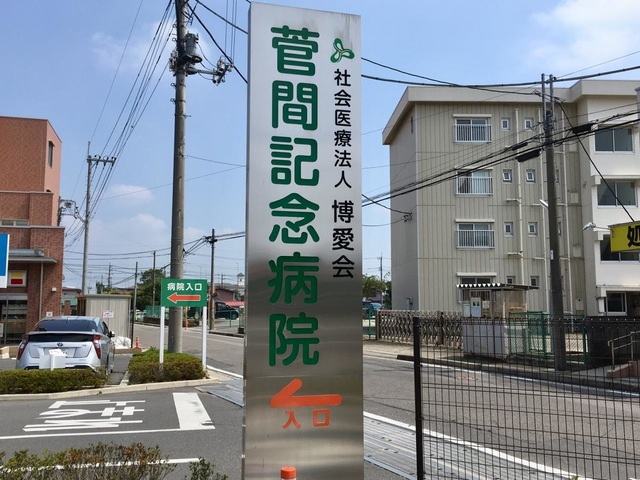 社会医療法人 博愛会
菅間記念病院
入口
病院入口
処